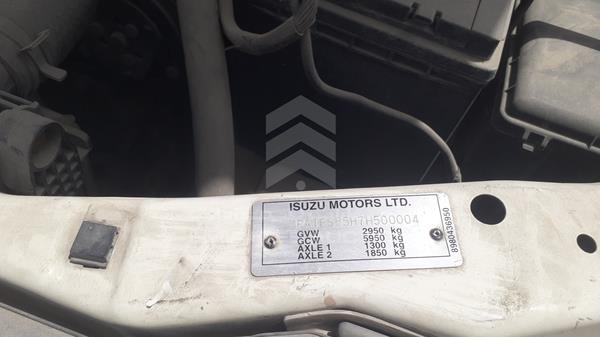 ISUZU MOTORS LTD.
GVW 2950 kg
GCW 5950 kg
AXLE 1 1300 kg
AXLE 2 1850 kg
8980436950